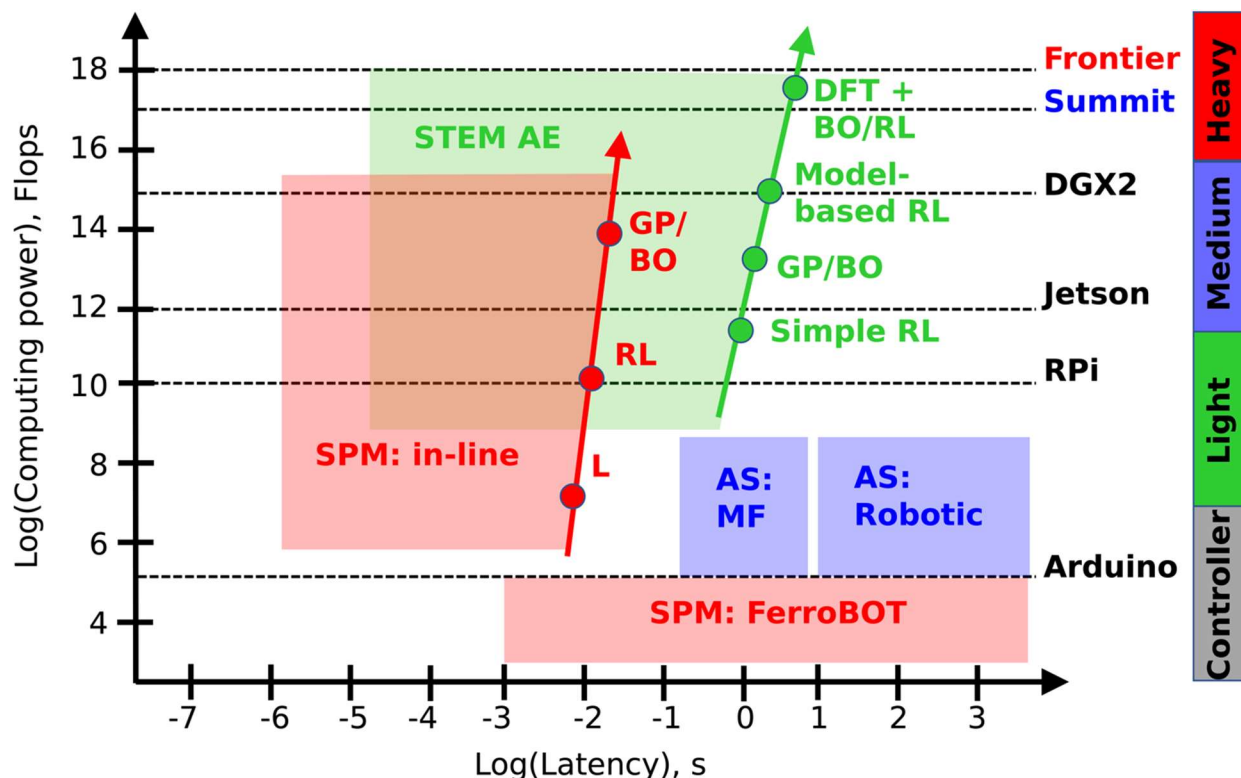 Log(Computing power), Flops
18
16
14
12
10
8
6
4
-7
-6
-5
-4
-3
-2
-1
0
1
2
3
Log(Latency), s
STEM AE
SPM: in-line
GP/
BO
RL
L
DFT +
BO/RL
Model-
based RL
GP/BO
Simple RL
AS:
MF
AS:
Robotic
SPM: FerroBOT
Frontier
Summit
DGX2
Jetson
RPi
Arduino
Heavy
Medium
Light
Controller